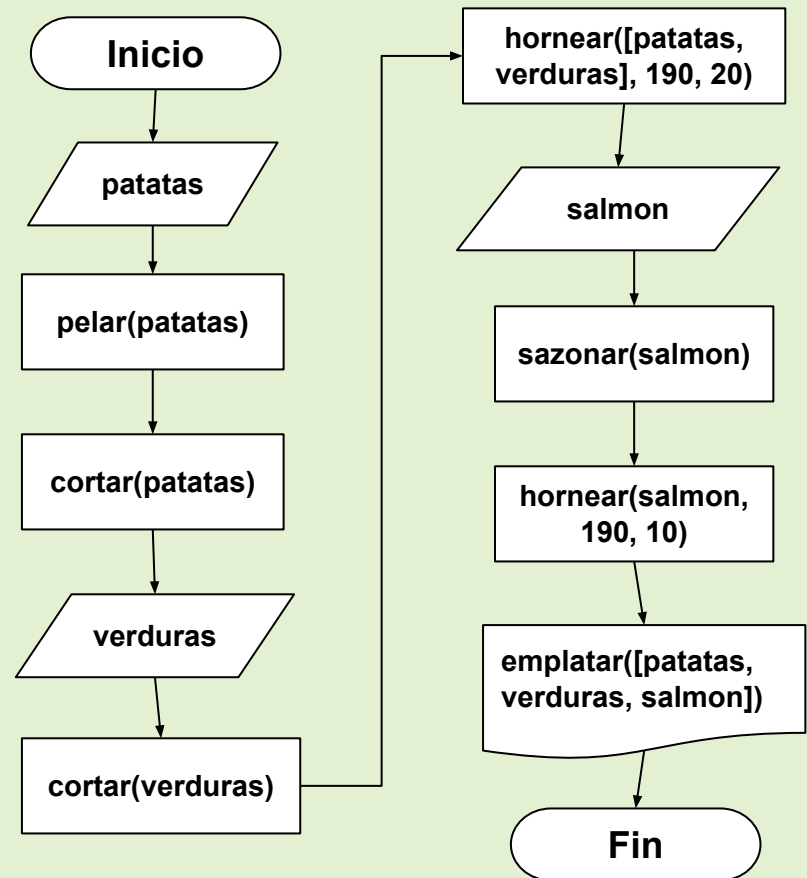 Inicio
patatas
pelar(patatas)
cortar(patatas)
verduras
cortar(verduras)
hornear([patatas,
verduras], 190, 20)
salmon
sazonar(salmon)
hornear(salmon,
190, 10)
emplatar([patatas,
verduras, salmon])
Fin